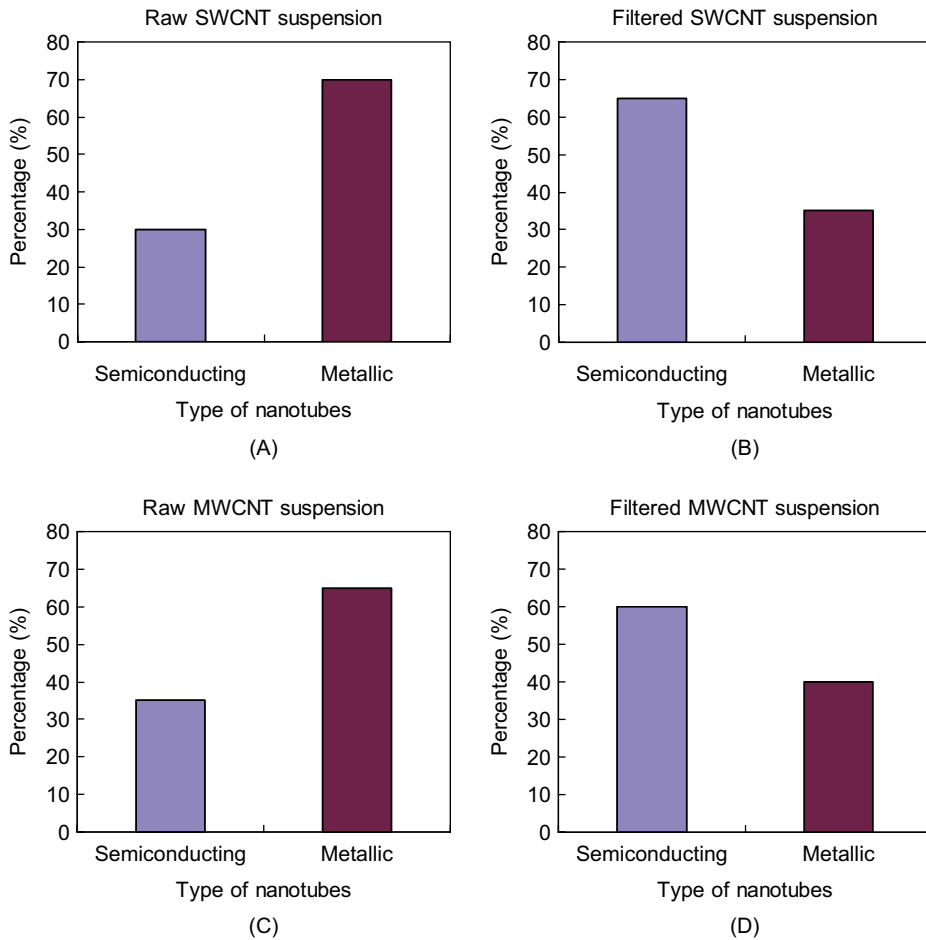 Raw SWCNT suspension
80
70
60
50
40
30
20
10
0
Percentage (%)
Semiconducting Metallic
Type of nanotubes
(A)
Filtered SWCNT suspension
80
70
60
50
40
30
20
10
0
Percentage (%)
Semiconducting Metallic
Type of nanotubes
(B)
Raw MWCNT suspension
80
70
60
50
40
30
20
10
0
Percentage (%)
Semiconducting Metallic
Type of nanotubes
(C)
Filtered MWCNT suspension
80
70
60
50
40
30
20
10
0
Percentage (%)
Semiconducting Metallic
Type of nanotubes
(D)